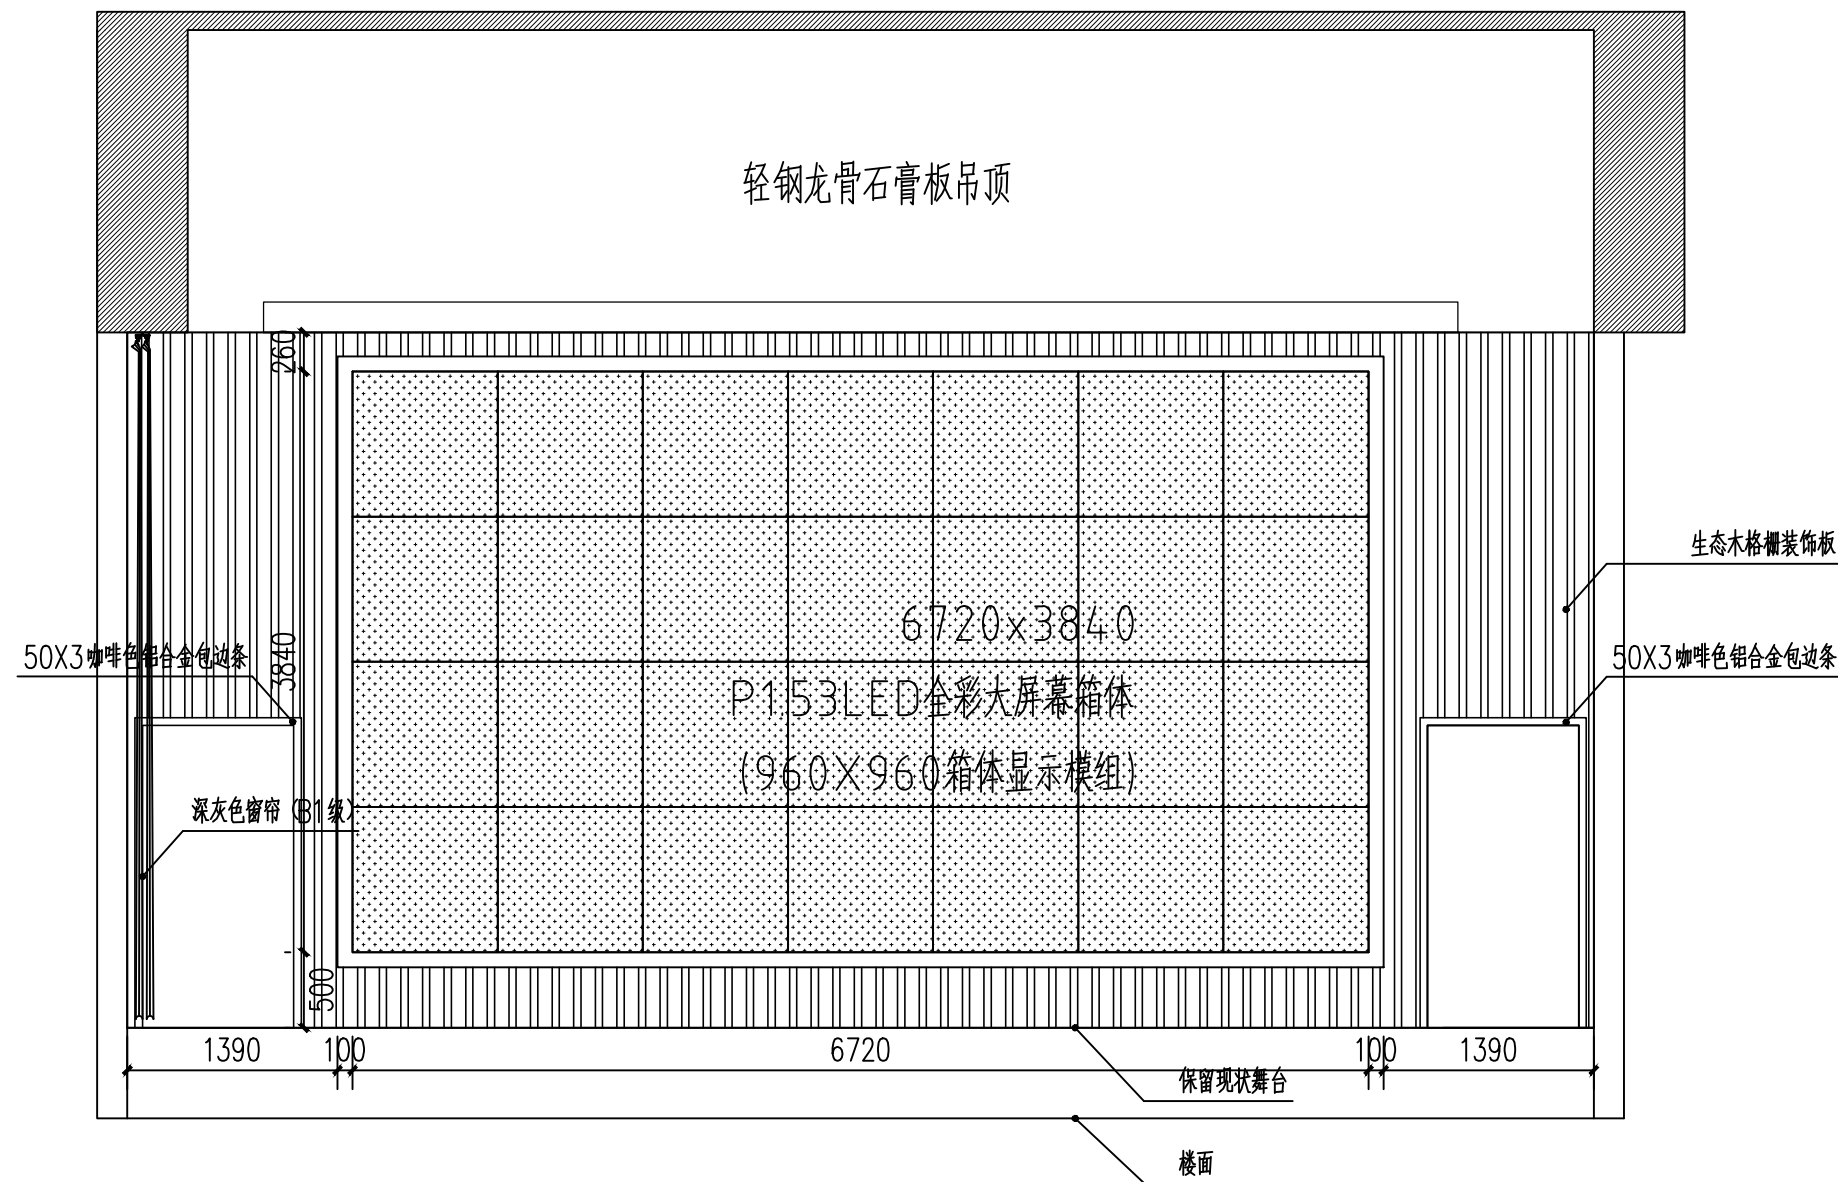 轻钢龙骨石膏板吊顶
260
生态木格栅装饰板
6720x3840
3840
50X3咖啡色铝合金包边条
50X3咖啡色铝合金包边条
P1.53LED全彩大屏幕箱体
(960X960箱体显示模组)
深灰色窗帘（B1级）
500
1390
100
6720
100
1390
保留现状舞台
楼面